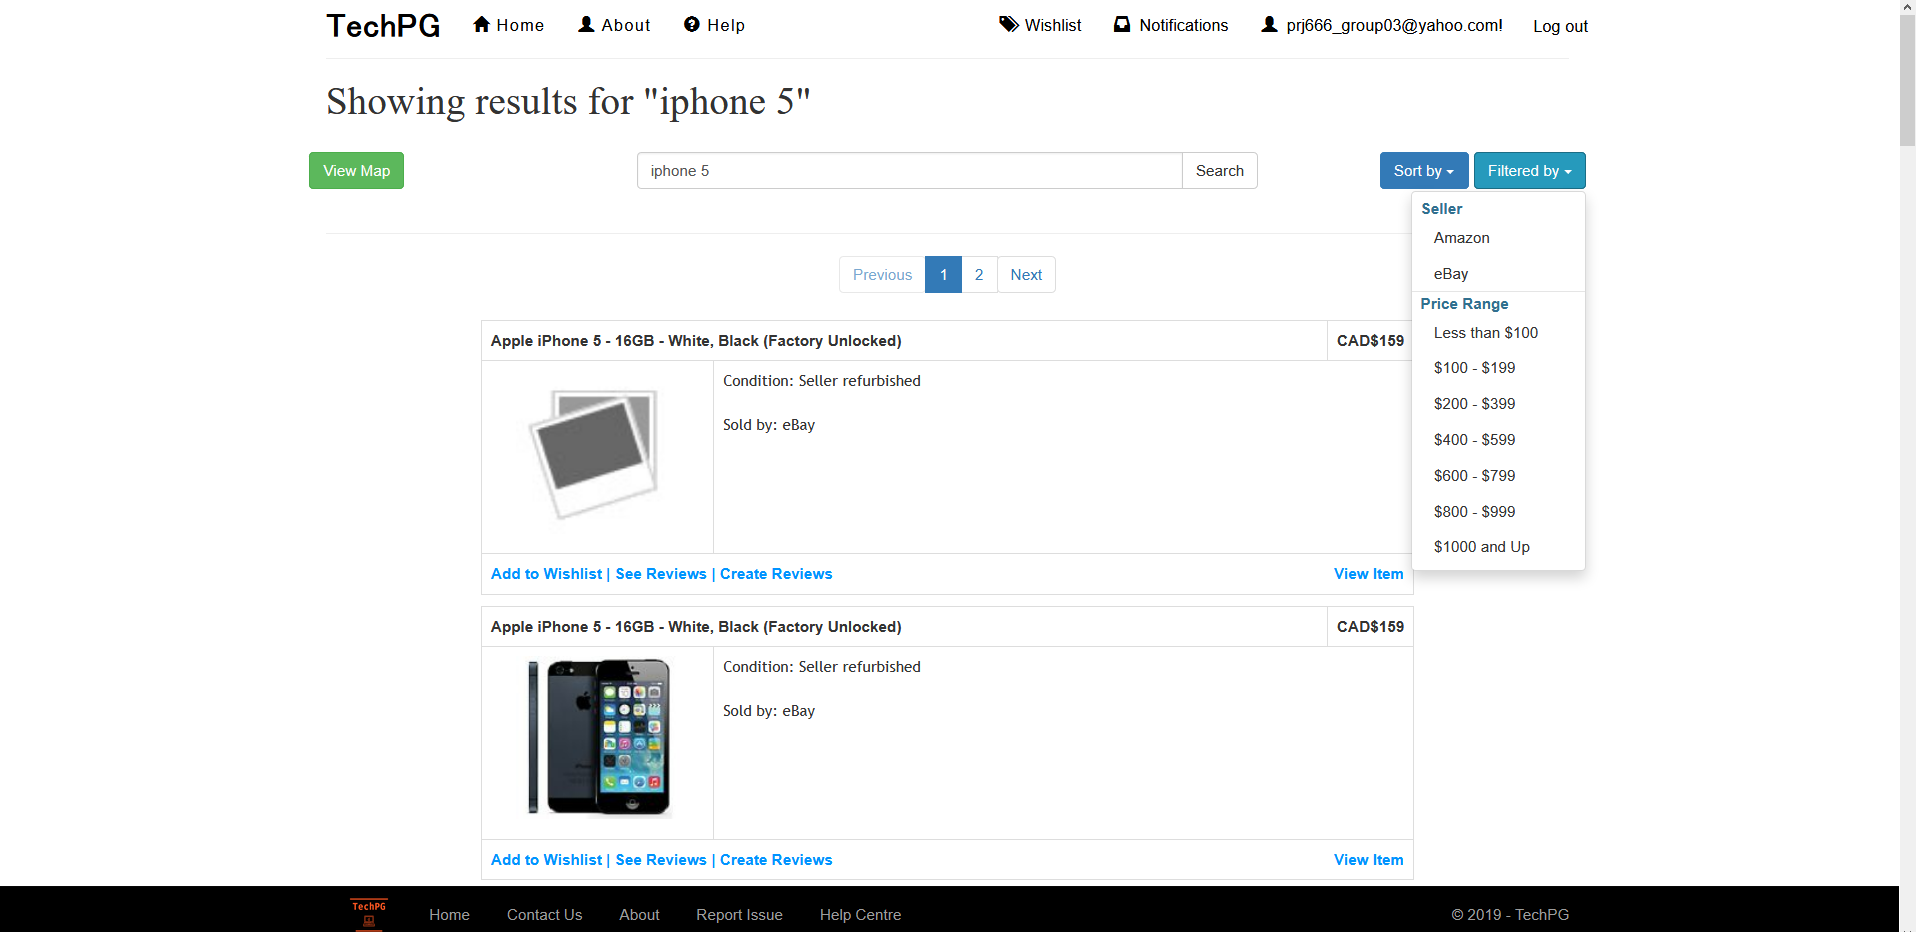 TechPG Home About Help Wishlist Notifications prj666_group03@yahoo.com! Log out
Showing results for "iphone 5"
View Map iphone 5 Search Sort by Filtered by
Seller
Amazon
eBay
Price Range
Less than $100
$100 - $199
$200 - $399
$400 - $599
$600 - $799
$800 - $999
$1000 and Up
Previous 1 2 Next
Apple iPhone 5 - 16GB - White, Black (Factory Unlocked) CAD$159
Condition: Seller refurbished
Sold by: eBay
Add to Wishlist | See Reviews | Create Reviews View Item
Apple iPhone 5 - 16GB - White, Black (Factory Unlocked) CAD$159
Condition: Seller refurbished
Sold by: eBay
Add to Wishlist | See Reviews | Create Reviews View Item
TechPG Home Contact Us About Report Issue Help Centre © 2019 - TechPG